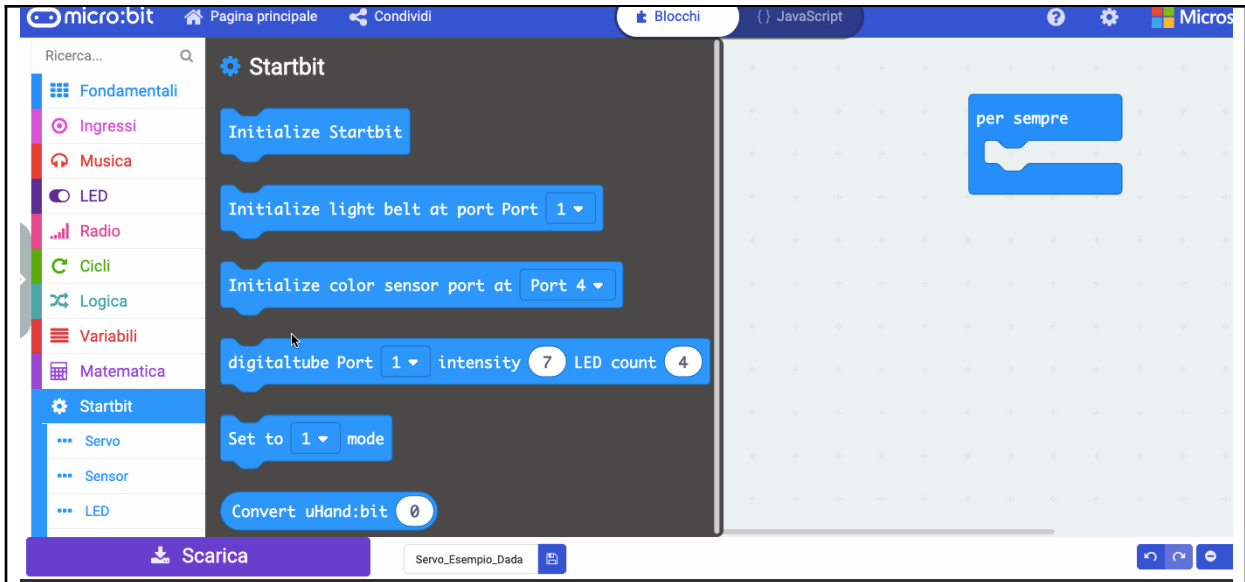 micro:bit Pagina principale Condividi Blocchi {} JavaScript ? Micros
Ricerca...
Fondamentali
Ingressi
Musica
LED
Radio
Cicli
Logica
Variabili
Matematica
Startbit
Servo
Sensor
LED
Startbit
Initialize Startbit
Initialize light belt at port Port 1
Initialize color sensor port at Port 4
digitaltube Port 1 intensity 7 LED count 4
Set to 1 mode
Convert uHand:bit 0
per sempre
Scarica
Servo_Esempio_Dada